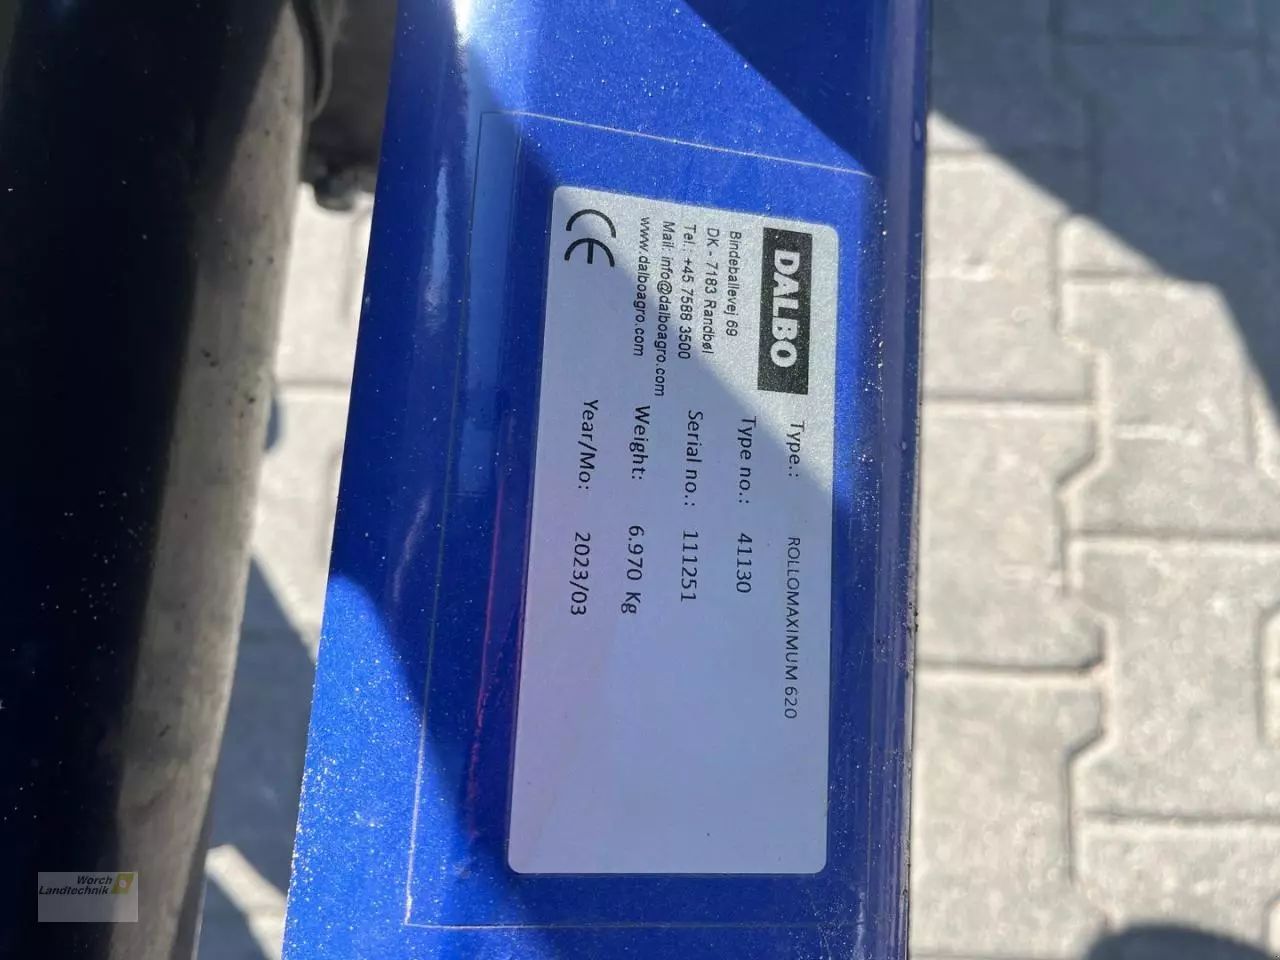 DALBO
Bindeballevej 69
DK - 7183 Randbøl
Tel.: +45 7588 3500
Mail: info@dalboagro.com
www.dalboagro.com
CE
Type.: ROLLOMAXIMUM 620
Type no.: 41130
Serial no.: 111251
Weight: 6.970 Kg
Year/Mo: 2023/03
Worch
Landtechnik